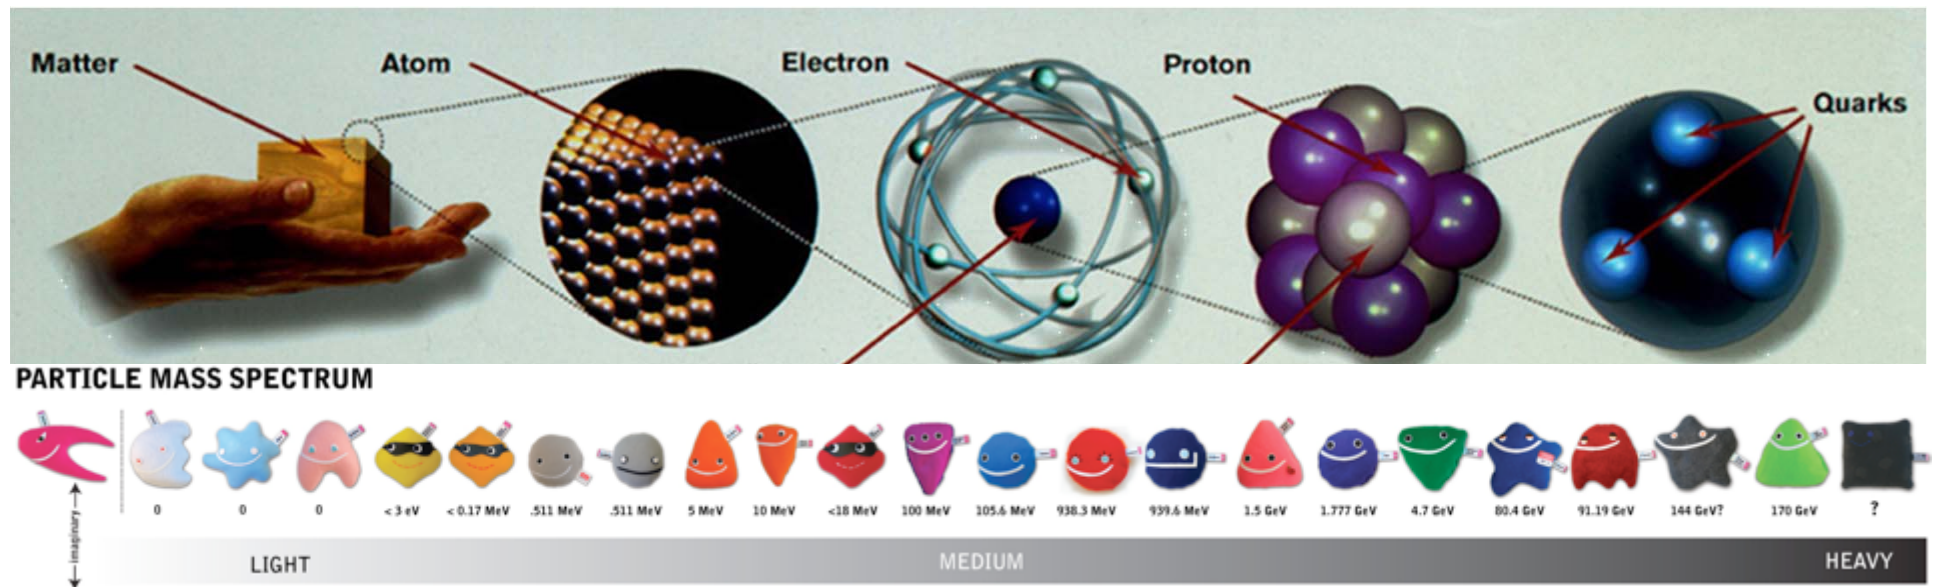 Matter
Atom
Electron
Proton
Quarks
PARTICLE MASS SPECTRUM
0
0
0
< 3 eV
< 0.17 MeV
.511 MeV
.511 MeV
5 MeV
10 MeV
<18 MeV
100 MeV
105.6 MeV
938.3 MeV
939.6 MeV
1.5 GeV
1.777 GeV
4.7 GeV
80.4 GeV
91.19 GeV
144 GeV?
170 GeV
?
imaginary
LIGHT
MEDIUM
HEAVY